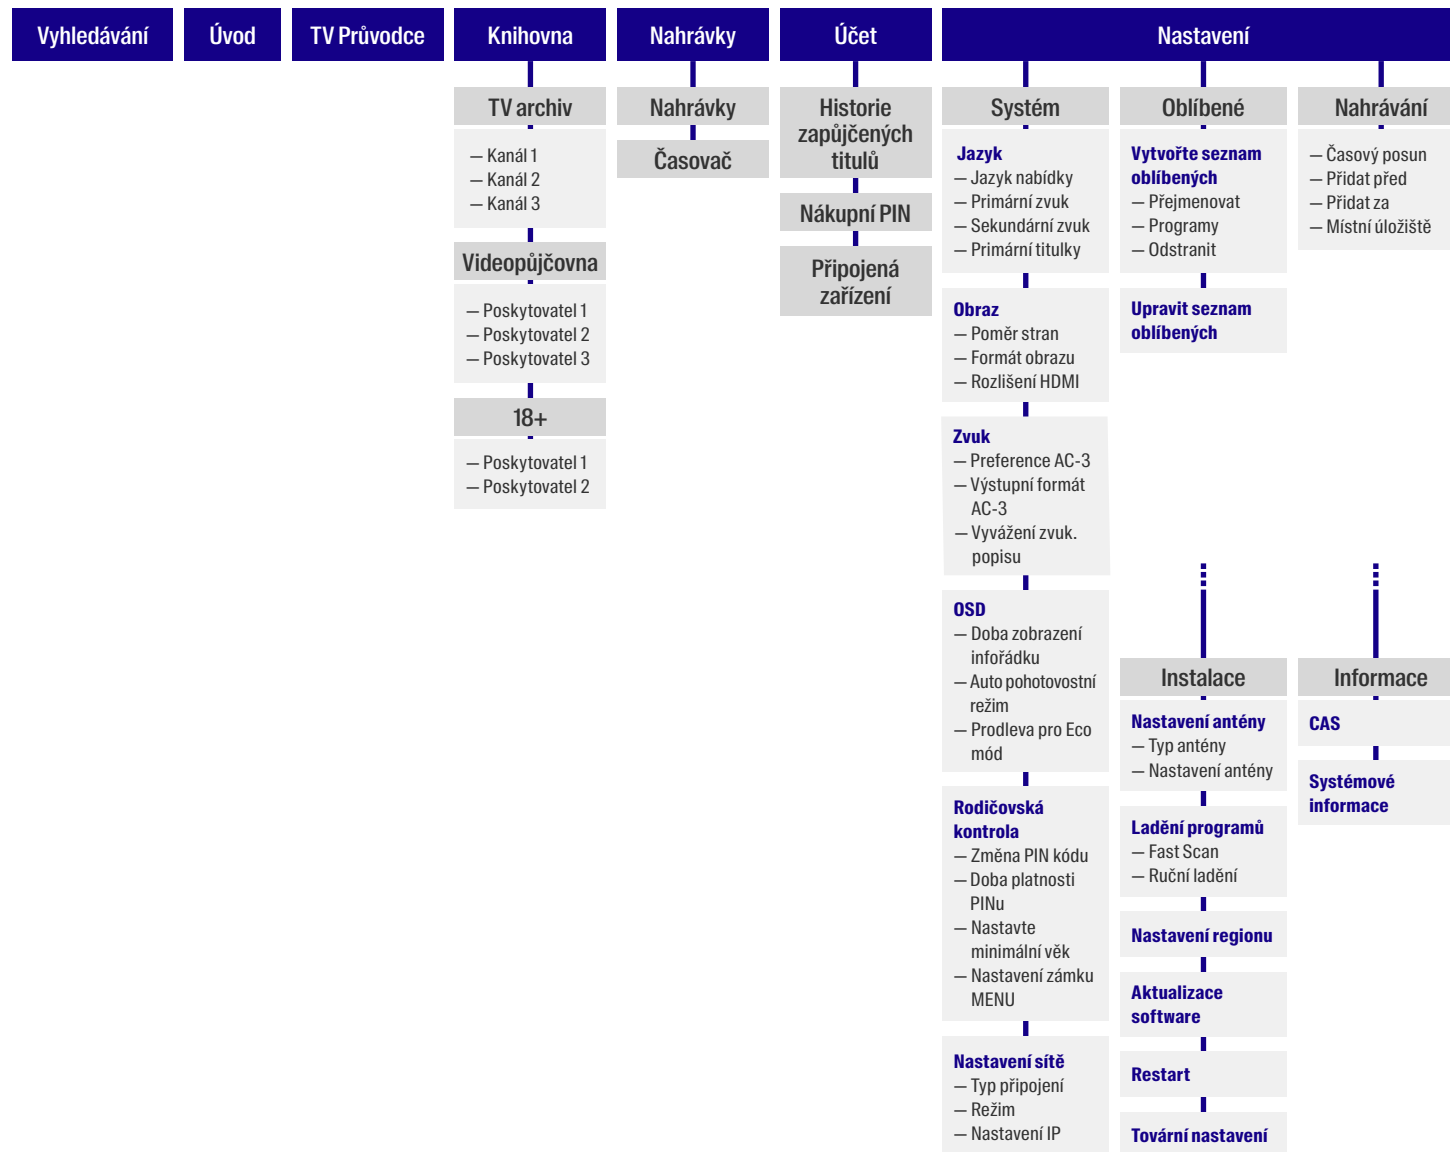 Vyhledávání
Úvod
TV Průvodce
Knihovna
Nahrávky
Účet
Nastavení
TV archiv
— Kanál 1
— Kanál 2
— Kanál 3
Videopůjčovna
— Poskytovatel 1
— Poskytovatel 2
— Poskytovatel 3
18+
— Poskytovatel 1
— Poskytovatel 2
Nahrávky
Časovač
Historie
zapůjčených
titulů
Nákupní PIN
Připojená
zařízení
Systém
Jazyk
— Jazyk nabídky
— Primární zvuk
— Sekundární zvuk
— Primární titulky
Obraz
— Poměr stran
— Formát obrazu
— Rozlišení HDMI
Zvuk
— Preference AC-3
— Výstupní formát
AC-3
— Vyvážení zvuk.
popisu
OSD
— Doba zobrazení
infořádku
— Auto pohotovostní
režim
— Prodleva pro Eco
mód
Rodičovská
kontrola
— Změna PIN kódu
— Doba platnosti
PINu
— Nastavte
minimální věk
— Nastavení zámku
MENU
Nastavení sítě
— Typ připojení
— Režim
— Nastavení IP
Oblíbené
Vytvořte seznam
oblíbených
— Přejmenovat
— Programy
— Odstranit
Upravit seznam
oblíbených
Nahrávání
— Časový posun
— Přidat před
— Přidat za
— Místní úložiště
Instalace
Nastavení antény
— Typ antény
— Nastavení antény
Ladění programů
— Fast Scan
— Ruční ladění
Nastavení regionu
Aktualizace
software
Restart
Tovární nastavení
Informace
CAS
Systémové
informace